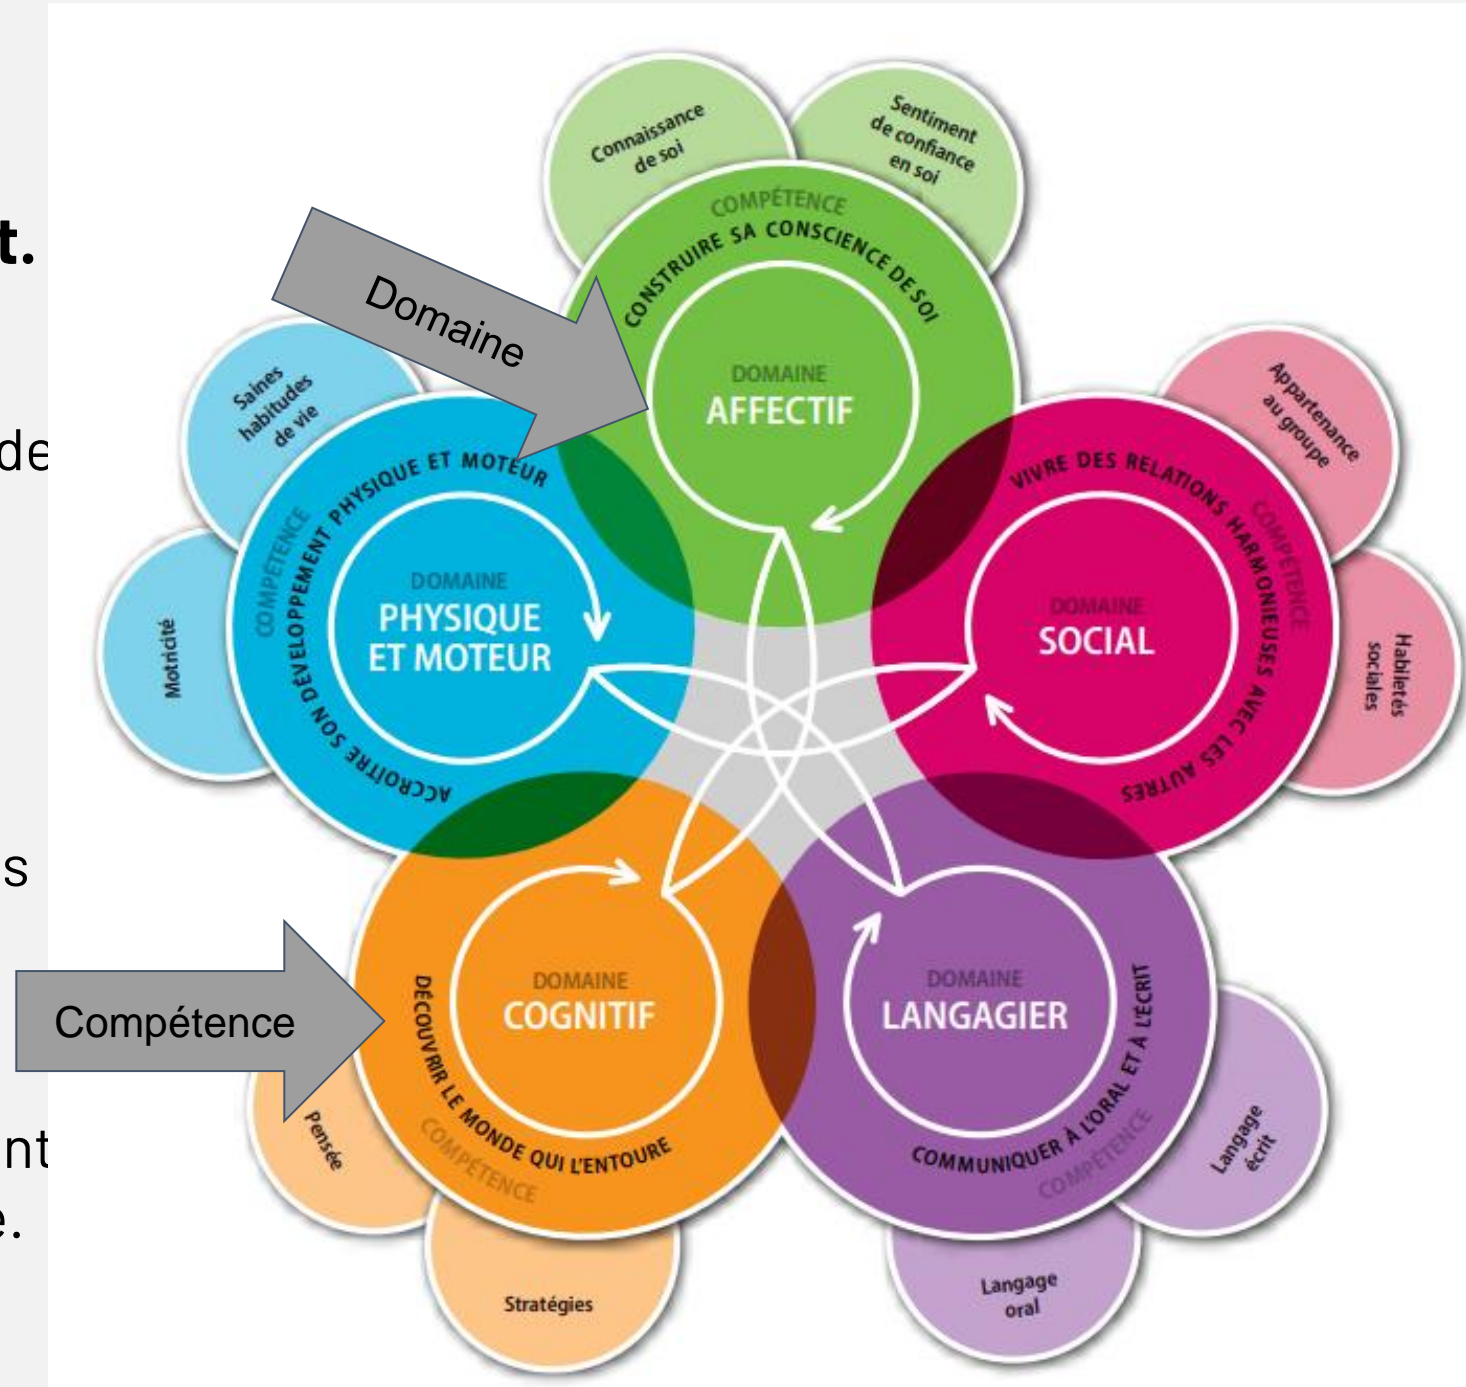 t.
de
s
nt
e.
Connaissance
de soi
Sentiment
de confiance
en soi
COMPÉTENCE
CONSTRUIRE SA CONSCIENCE DE SOI
DOMAINE
AFFECTIF
Domaine
Saines
habitudes
de vie
Motricité
COMPÉTENCE
ACCROÎTRE SON DÉVELOPPEMENT PHYSIQUE ET MOTEUR
DOMAINE
PHYSIQUE
ET MOTEUR
Appartenance
au groupe
Habiletés
sociales
COMPÉTENCE
VIVRE DES RELATIONS HARMONIEUSES AVEC LES AUTRES
DOMAINE
SOCIAL
Compétence
DOMAINE
COGNITIF
DÉCOUVRIR LE MONDE QUI L'ENTOURE
COMPÉTENCE
Pensée
Stratégies
DOMAINE
LANGAGIER
COMMUNIQUER À L'ORAL ET À L'ÉCRIT
COMPÉTENCE
Langage
écrit
Langage
oral